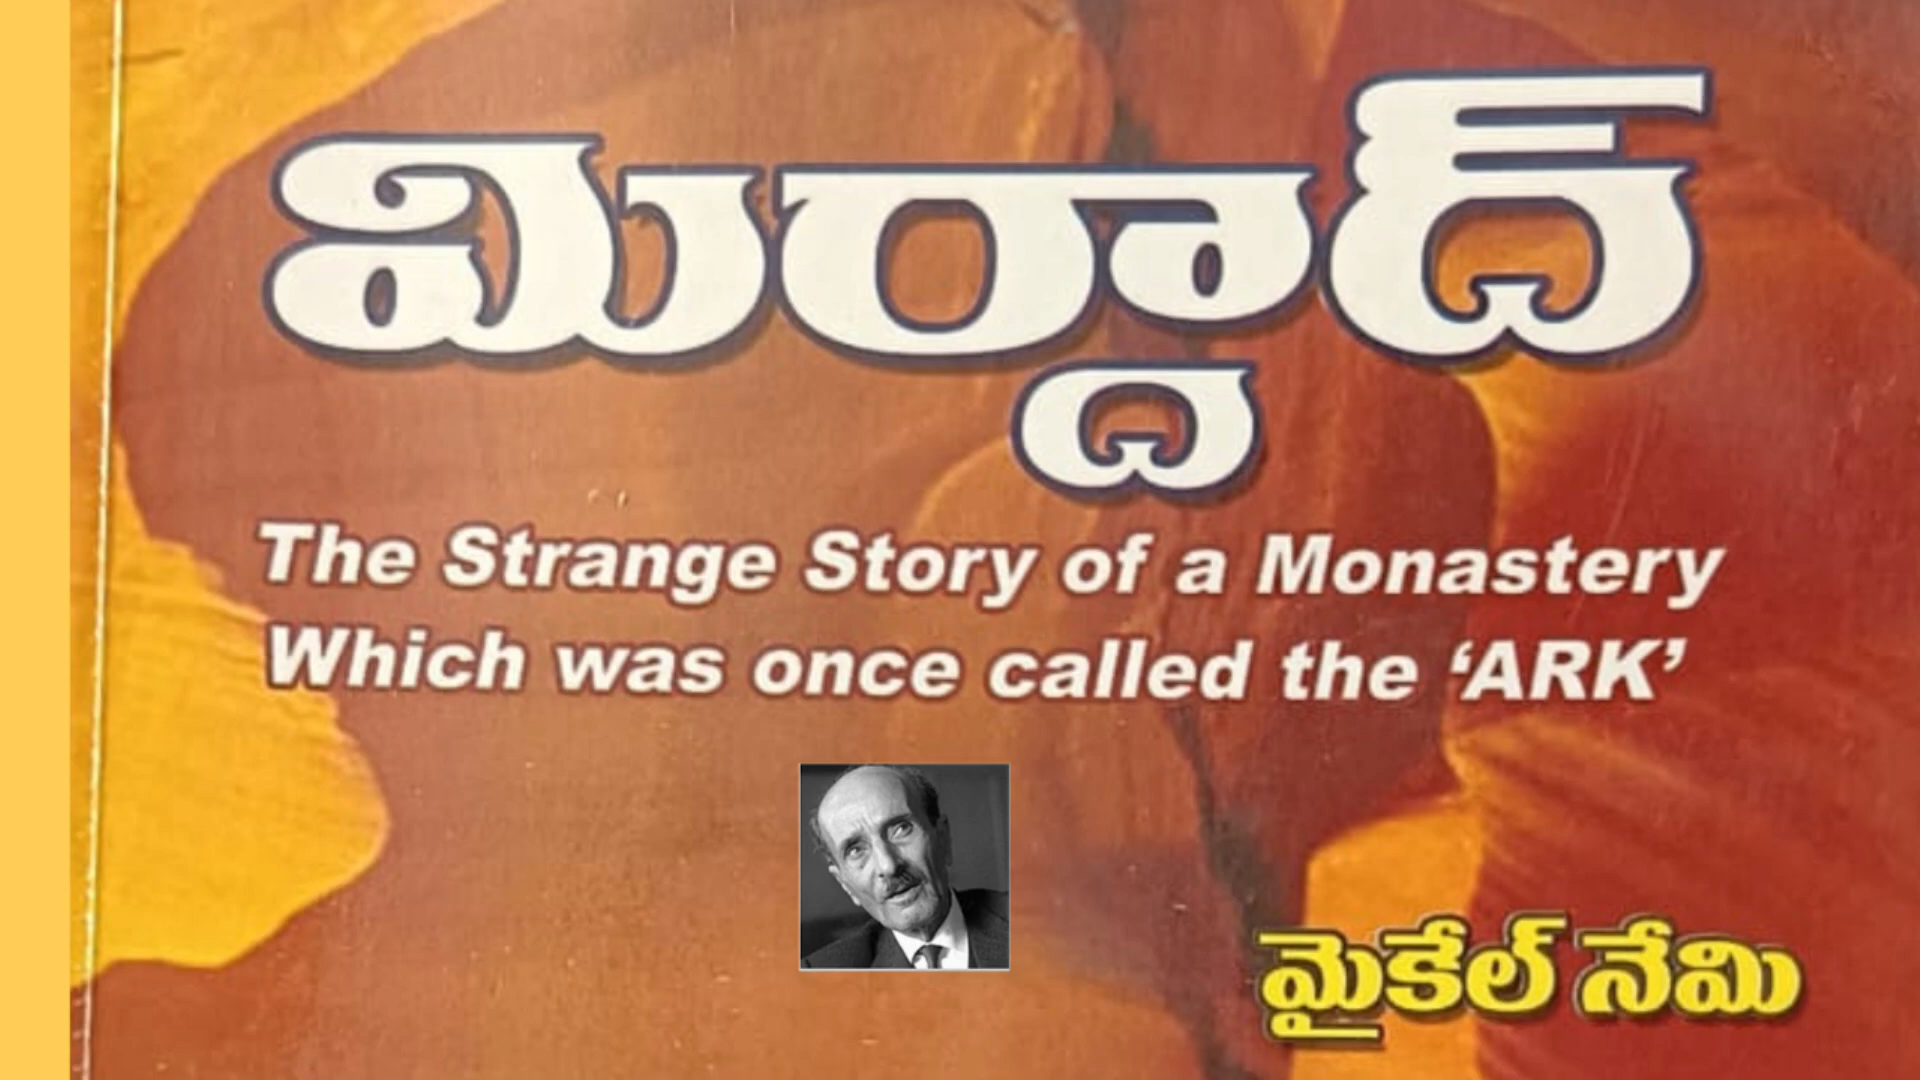 మిర్దాద్
The Strange Story of a Monastery
Which was once called the ‘ARK’
మైకేల్ నేమి